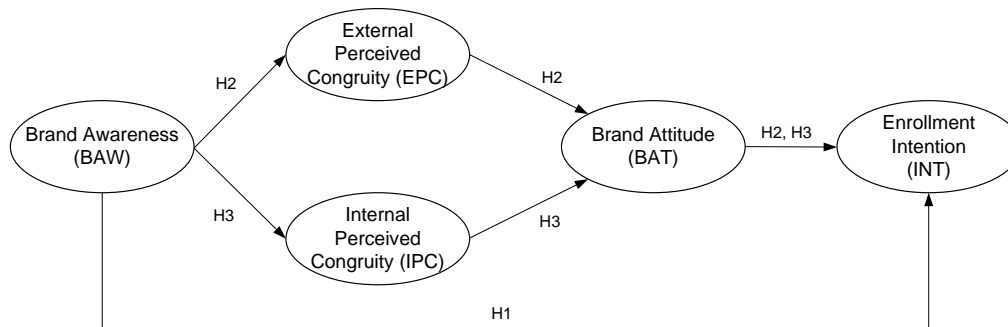 External
Perceived
Congruity (EPC)
H2
H2
Brand Awareness
(BAW)
Brand Attitude
(BAT)
H2, H3
Enrollment
Intention
(INT)
H3
Internal
Perceived
Congruity (IPC)
H3
H1